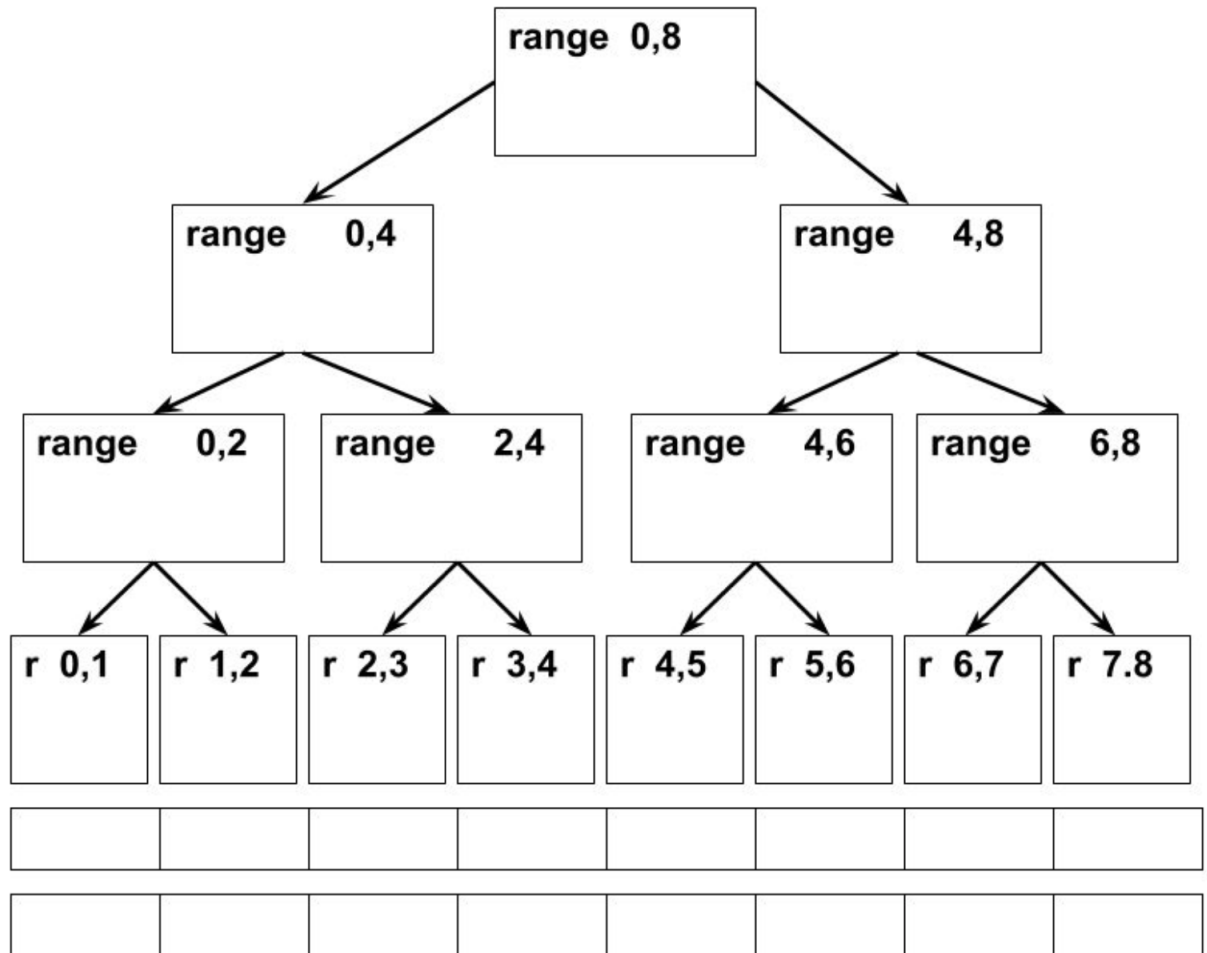 range 0,8
range 0,4
range 4,8
range 0,2
range 2,4
range 4,6
range 6,8
r 0,1
r 1,2
r 2,3
r 3,4
r 4,5
r 5,6
r 6,7
r 7.8